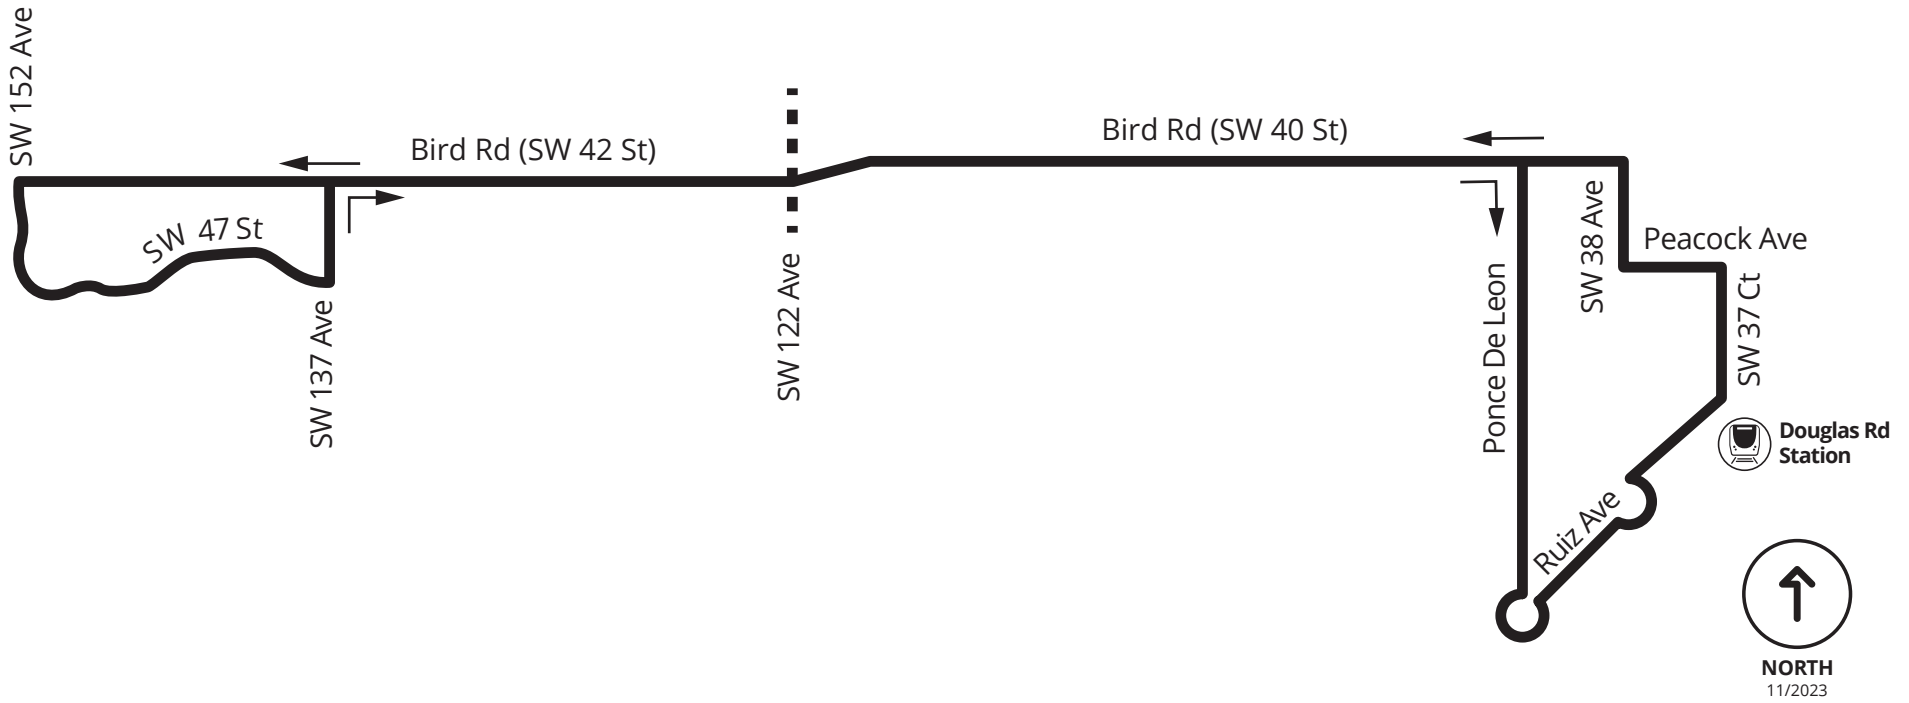 SW 152 Ave
Bird Rd (SW 42 St)
Bird Rd (SW 40 St)
SW 47 St
SW 137 Ave
SW 122 Ave
Ponce De Leon
SW 38 Ave
Peacock Ave
SW 37 Ct
Douglas Rd
Station
Ruiz Ave
NORTH
11/2023